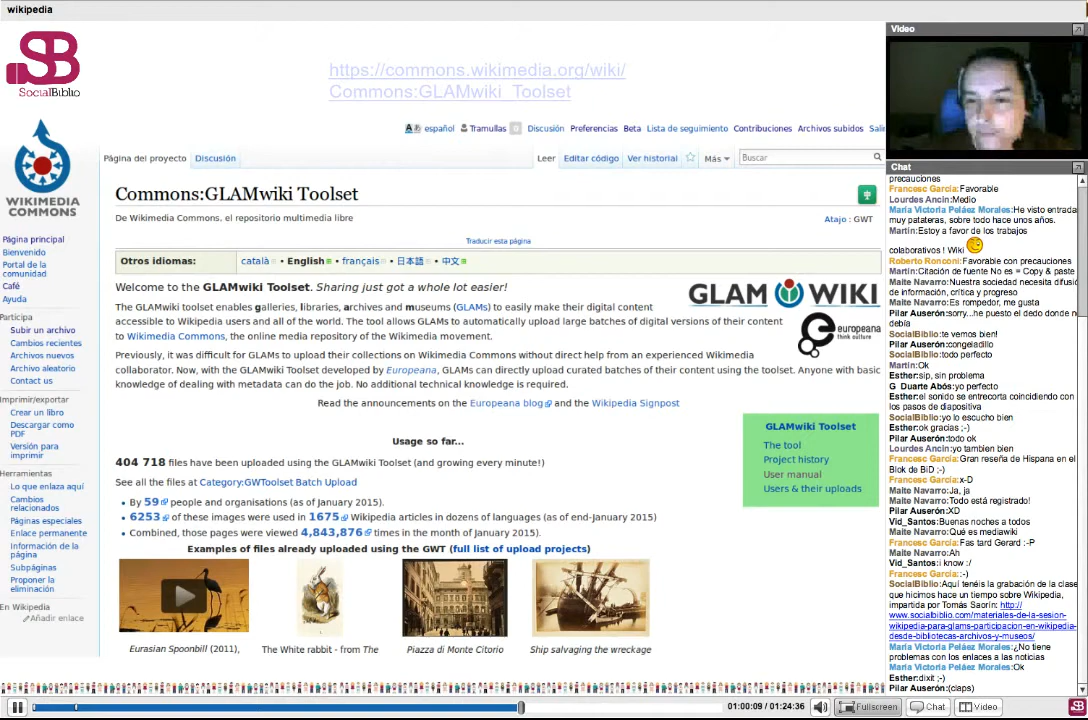 wikipedia
SB
SocialBiblio
https://commons.wikimedia.org/wiki/
Commons:GLAMwiki_Toolset
español Tramullas 0 Discusión Preferencias Beta Lista de seguimiento Contribuciones Archivos subidos Salir
WIKIMEDIA
COMMONS
Página principal
Bienvenido
Portal de la
comunidad
Café
Ayuda
Participa
Subir un archivo
Cambios recientes
Archivos nuevos
Archivo aleatorio
Contact us
Imprimir/exportar
Crear un libro
Descargar como
PDF
Versión para
imprimir
Herramientas
Lo que enlaza aquí
Cambios
relacionados
Páginas especiales
Enlace permanente
Información de la
página
Subpáginas
Proponer la
eliminación
En Wikipedia
Añadir enlace
Página del proyecto Discusión Leer Editar código Ver historial Más Buscar
Commons:GLAMwiki Toolset
De Wikimedia Commons, el repositorio multimedia libre
Atajo : GWT
Traducir esta página
Otros idiomas: català • English • français • 日本語 • 中文
Welcome to the GLAMwiki Toolset. Sharing just got a whole lot easier!
GLAM WIKI
europeana
think culture
The GLAMwiki toolset enables galleries, libraries, archives and museums (GLAMs) to easily make their digital content
accessible to Wikipedia users and all of the world. The tool allows GLAMs to automatically upload large batches of digital versions of their content
to Wikimedia Commons, the online media repository of the Wikimedia movement.
Previously, it was difficult for GLAMs to upload their collections on Wikimedia Commons without direct help from an experienced Wikimedia
collaborator. Now, with the GLAMwiki Toolset developed by Europeana, GLAMs can directly upload curated batches of their content using the toolset. Anyone with basic
knowledge of dealing with metadata can do the job. No additional technical knowledge is required.
Read the announcements on the Europeana blog and the Wikipedia Signpost
GLAMwiki Toolset
The tool
Project history
User manual
Users & their uploads
Usage so far...
404 718 files have been uploaded using the GLAMwiki Toolset (and growing every minute!)
See all the files at Category:GWToolset Batch Upload
• By 59 people and organisations (as of January 2015).
• 6253 of these images were used in 1675 Wikipedia articles in dozens of languages (as of end-January 2015)
• Combined, those pages were viewed 4,843,876 times in the month of January 2015).
Examples of files already uploaded using the GWT (full list of upload projects)
Eurasian Spoonbill (2011),
The White rabbit - from The
Piazza di Monte Citorio
Ship salvaging the wreckage
Video
Chat
precauciones
Francesc García:Favorable
Lourdes Ancin:Medio
María Victoria Peláez Morales:He visto entradas
muy patateras, sobre todo hace unos años.
Martín:Estoy a favor de los trabajos
colaborativos ! Wiki
Roberto Ronconi:Favorable con precauciones
Martin:Citación de fuente No es = Copy & paste
Maite Navarro:Nuestra sociedad necesita difusión
de información, crítica y progreso
Maite Navarro:Es rompedor, me gusta
Pilar Auserón:sorry...he puesto el dedo donde no
debía
SocialBiblio:te vemos bien!
Pilar Auserón:congeladillo
SocialBiblio:todo perfecto
Martin:Ok
Esther:sip, sin problema
G_Duarte Abós:yo perfecto
Esther:el sonido se entrecorta coincidiendo con
los pasos de diapositiva
SocialBiblio:yo lo escucho bien
Esther:ok gracias ;-)
Pilar Auserón:todo ok
Lourdes Ancin:yo tambien bien
Francesc García:Gran reseña de Hispana en el
Blok de BiD ;-)
Francesc García:x-D
Maite Navarro:Ja, ja
Maite Navarro:Todo está registrado!
Pilar Auserón:XD
Vid_Santos:Buenas noches a todos
Maite Navarro:Qué es mediawiki
Francesc García:Fas tard Gerard :-P
Maite Navarro:Ah
Vid_Santos:i know :/
Francesc García::-)
SocialBiblio:Aquí tenéis la grabación de la clase
que hicimos hace un tiempo sobre Wikipedia,
impartida por Tomás Saorín: http://
www.socialbiblio.com/materiales-de-la-sesion-
wikipedia-para-glams-participacion-en-wikipedia-
desde-bibliotecas-archivos-y-museos/
María Victoria Peláez Morales:¿No tiene
problemas con los enlaces a las noticias
María Victoria Peláez Morales:Ok
Esther:dixit ;-)
Pilar Auserón:(claps)
01:00:09 / 01:24:36 Fullscreen Chat Video SB